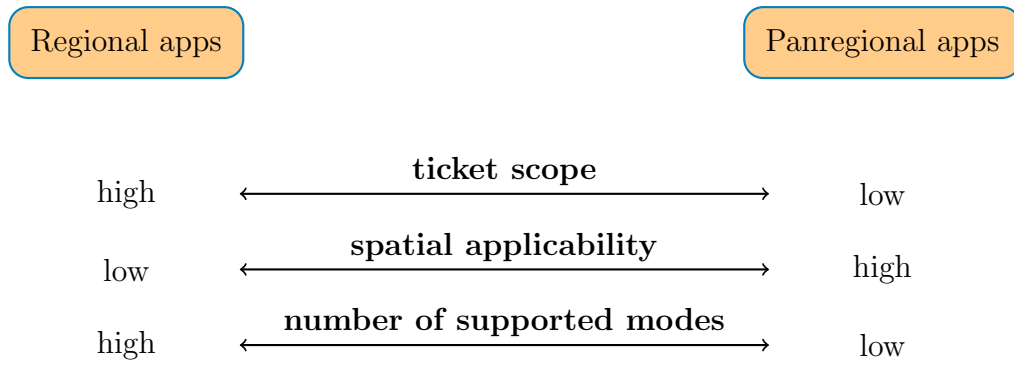 Regional apps Panregional apps
ticket scope
high low
spatial applicability
low high
number of supported modes
high low